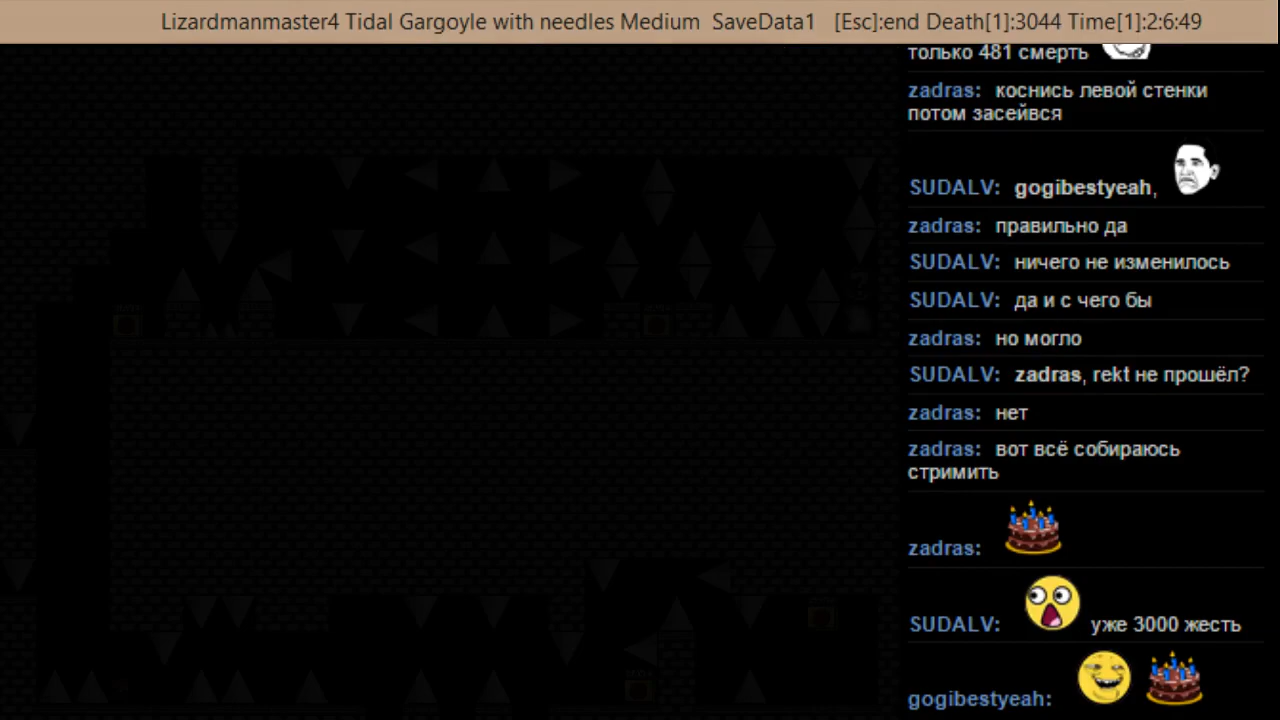 Lizardmanmaster4 Tidal Gargoyle with needles Medium  SaveData1   [Esc]:end Death[1]:3044 Time[1]:2:6:49
только 481 смерть
zadras: коснись левой стенки
потом засейвся
SUDALV: gogibestyeah,
zadras: правильно да
SUDALV: ничего не изменилось
SUDALV: да и с чего бы
zadras: но могло
SUDALV: zadras, rekt не прошёл?
zadras: нет
zadras: вот всё собираюсь
стримить
zadras:
SUDALV: уже 3000 жесть
gogibestyeah: